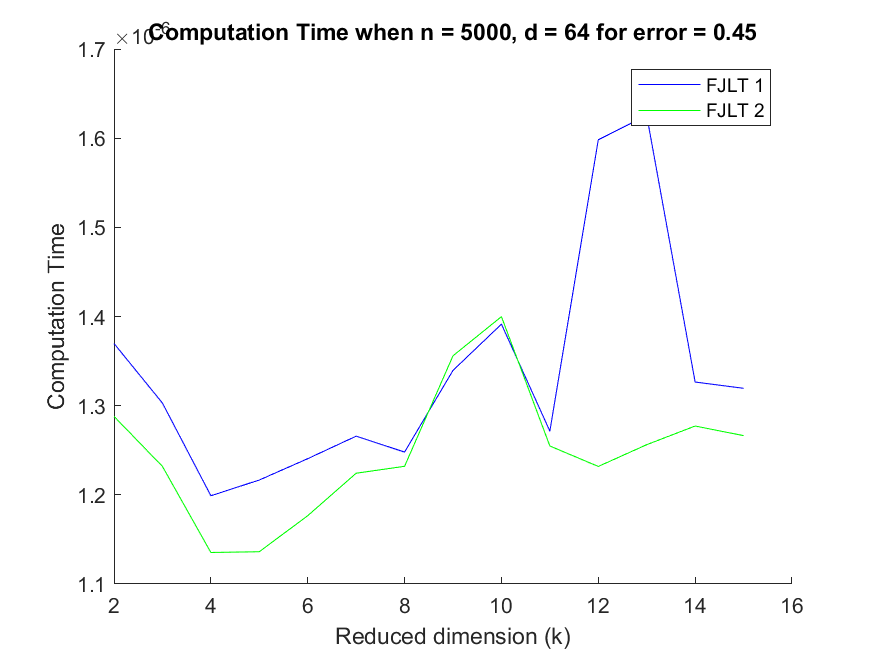 Computation Time when n = 5000, d = 64 for error = 0.45
×10-6
FJLT 1
FJLT 2
1.7
1.6
1.5
1.4
1.3
1.2
1.1
Computation Time
2 4 6 8 10 12 14 16
Reduced dimension (k)